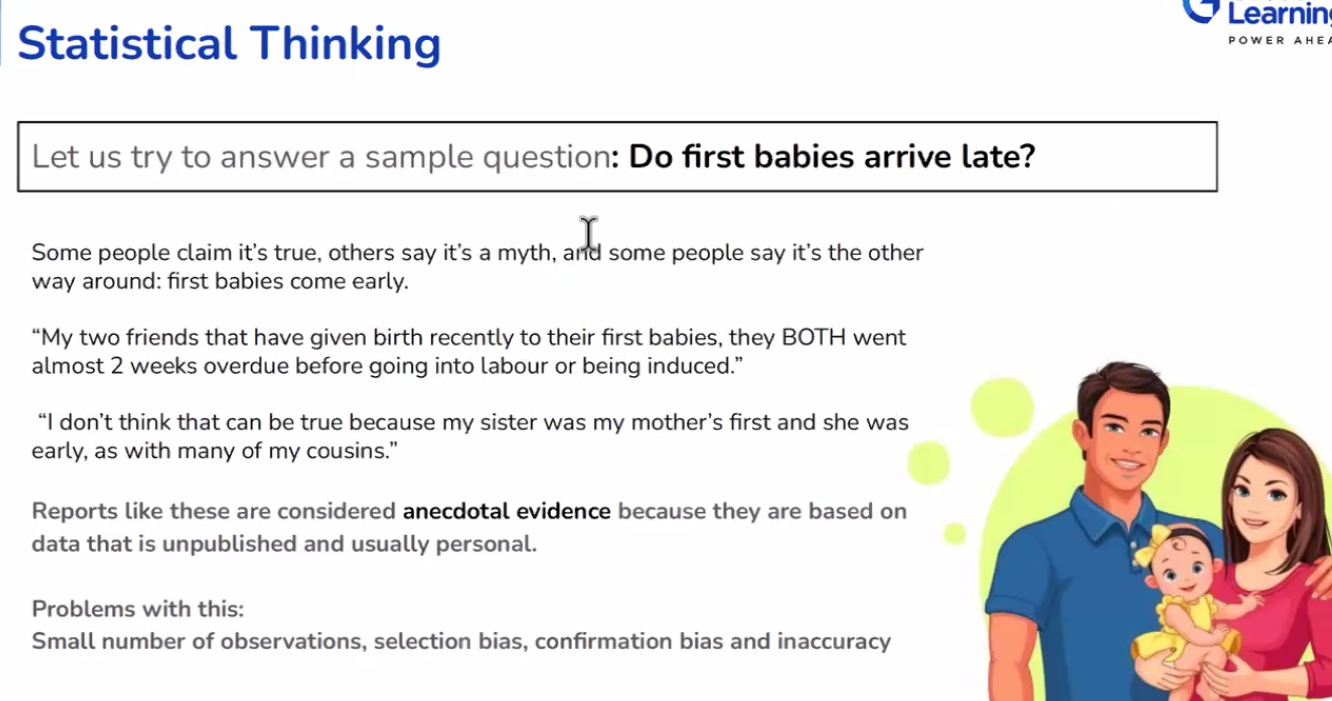 Learning
POWER AHEA
Statistical Thinking
Let us try to answer a sample question: Do first babies arrive late?
Some people claim it's true, others say it's a myth, and some people say it's the other
way around: first babies come early.
“My two friends that have given birth recently to their first babies, they BOTH went
almost 2 weeks overdue before going into labour or being induced.”
“I don't think that can be true because my sister was my mother's first and she was
early, as with many of my cousins.”
Reports like these are considered anecdotal evidence because they are based on
data that is unpublished and usually personal.
Problems with this:
Small number of observations, selection bias, confirmation bias and inaccuracy